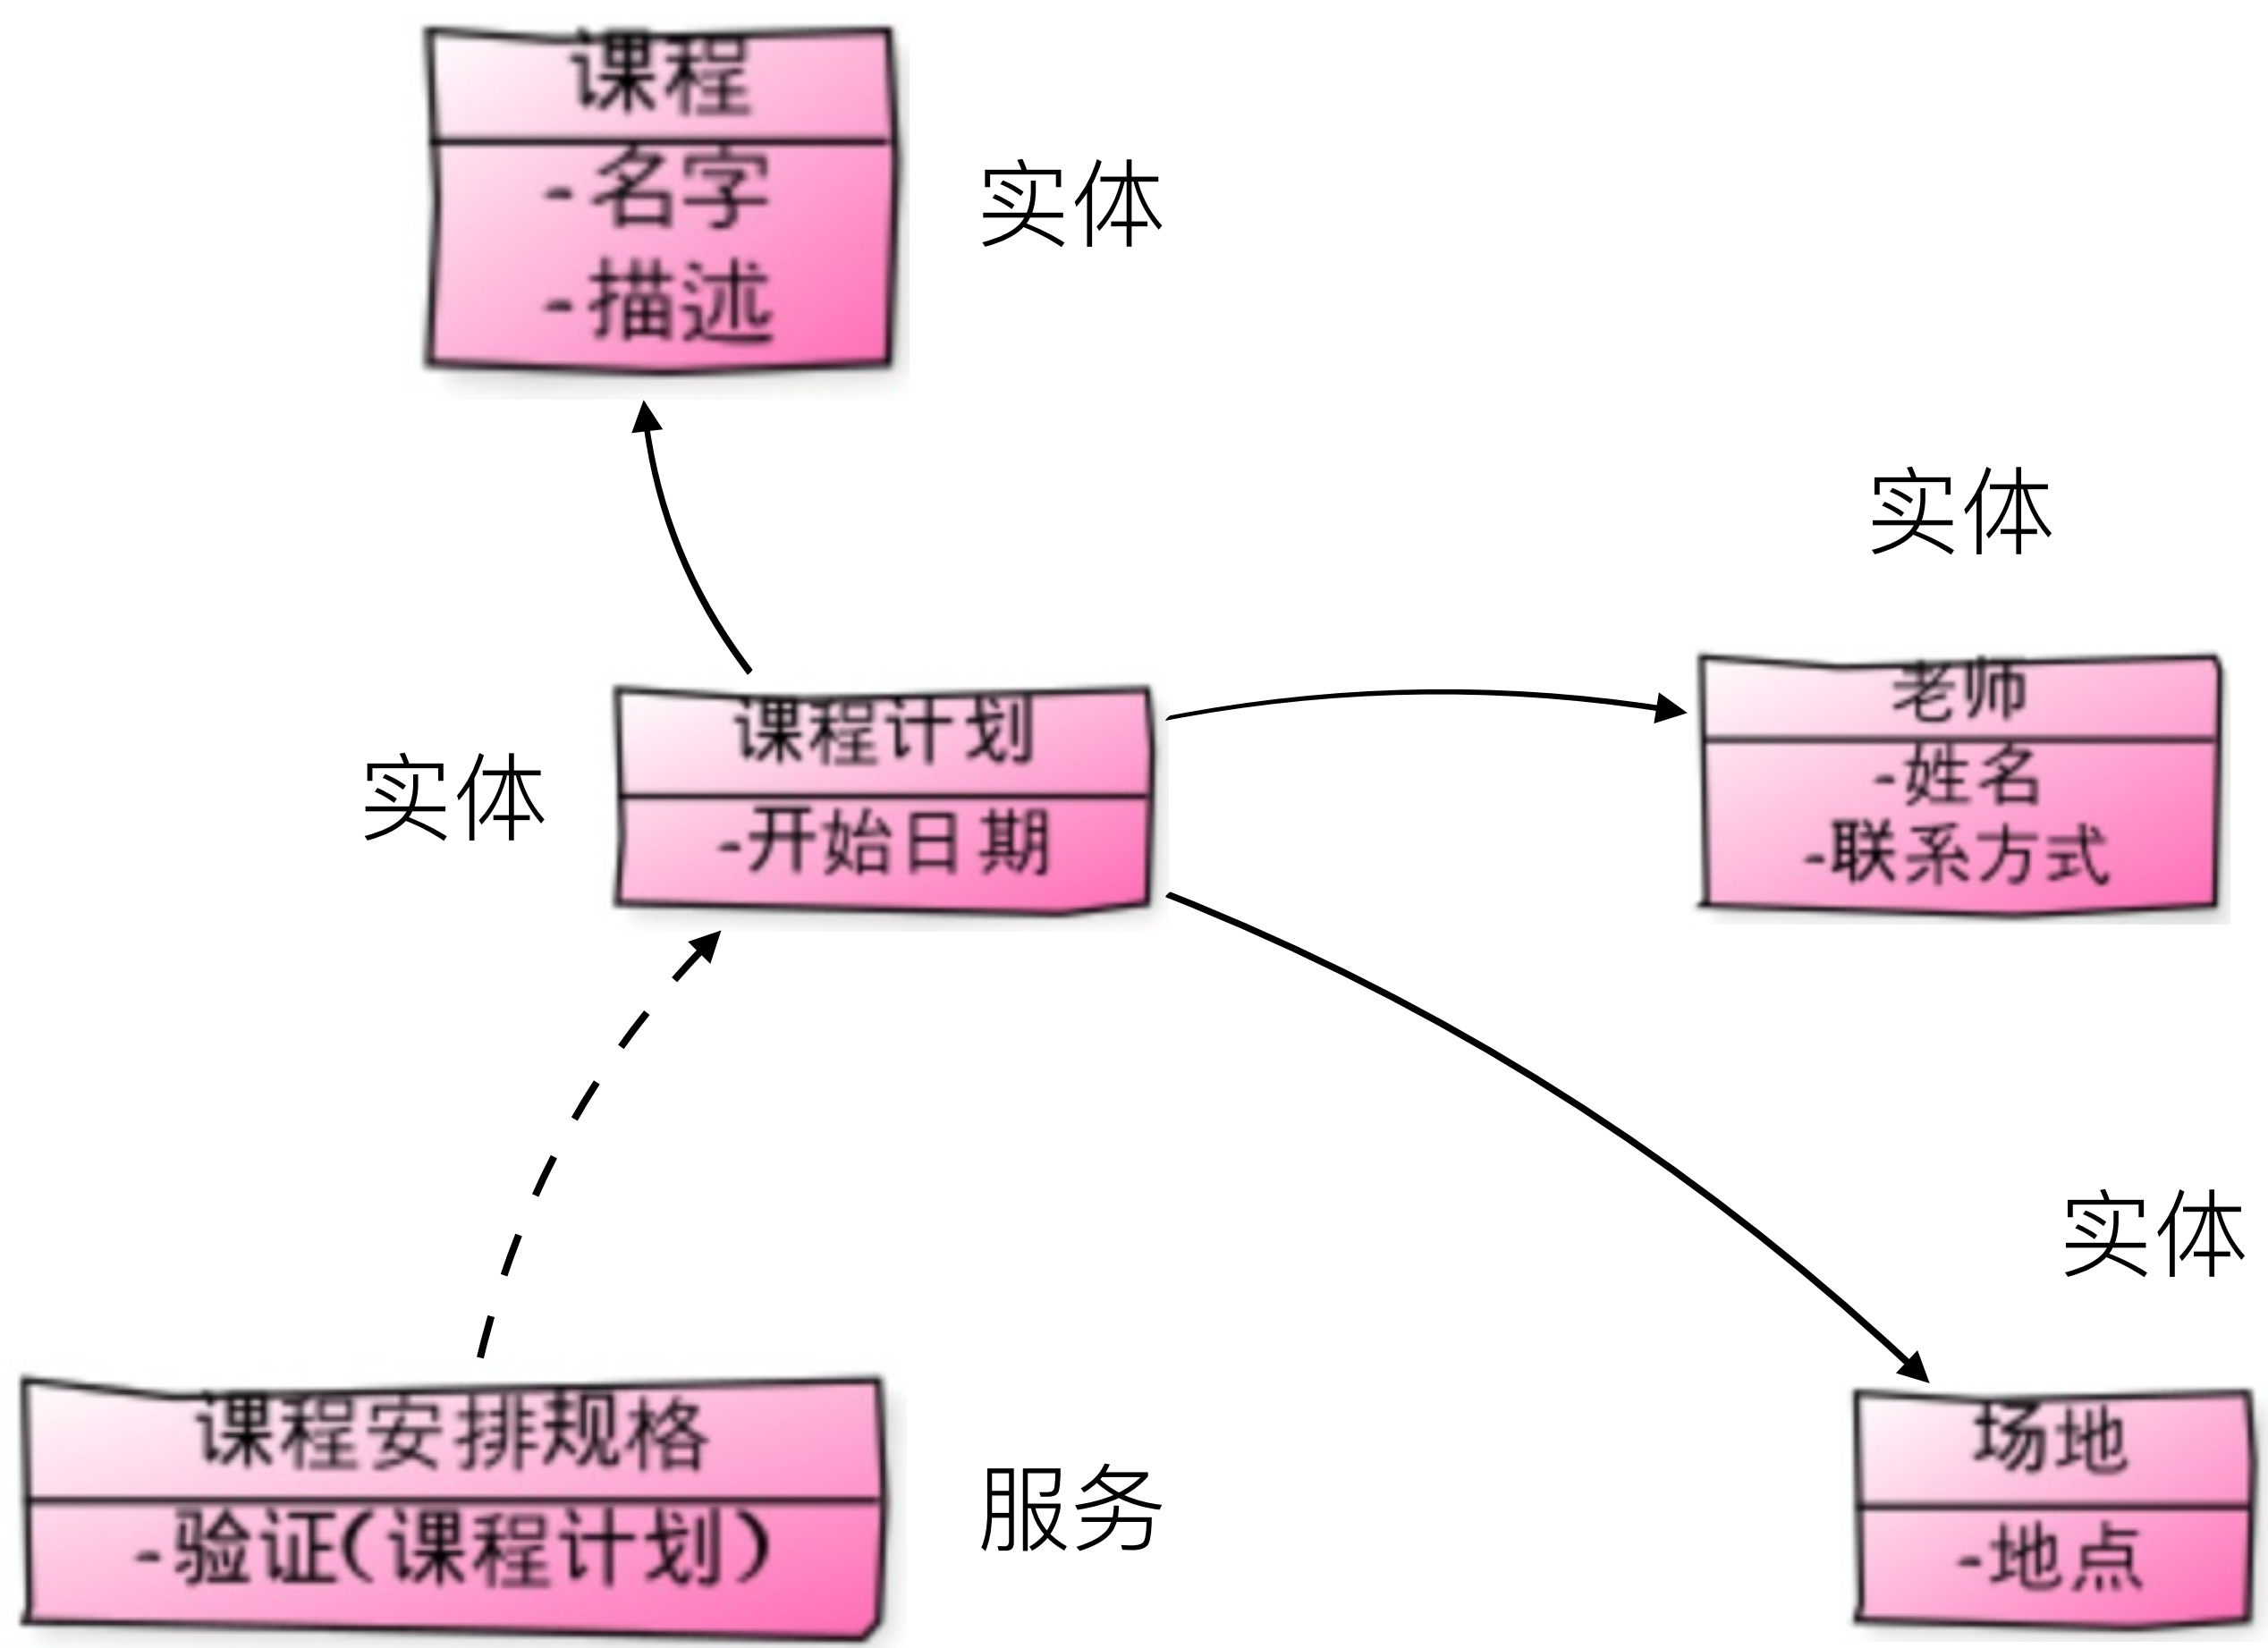 课程
-名字
-描述
实体
实体
课程计划
-开始日期
实体
老师
-姓名
-联系方式
实体
场地
-地点
课程安排规格
-验证(课程计划)
服务